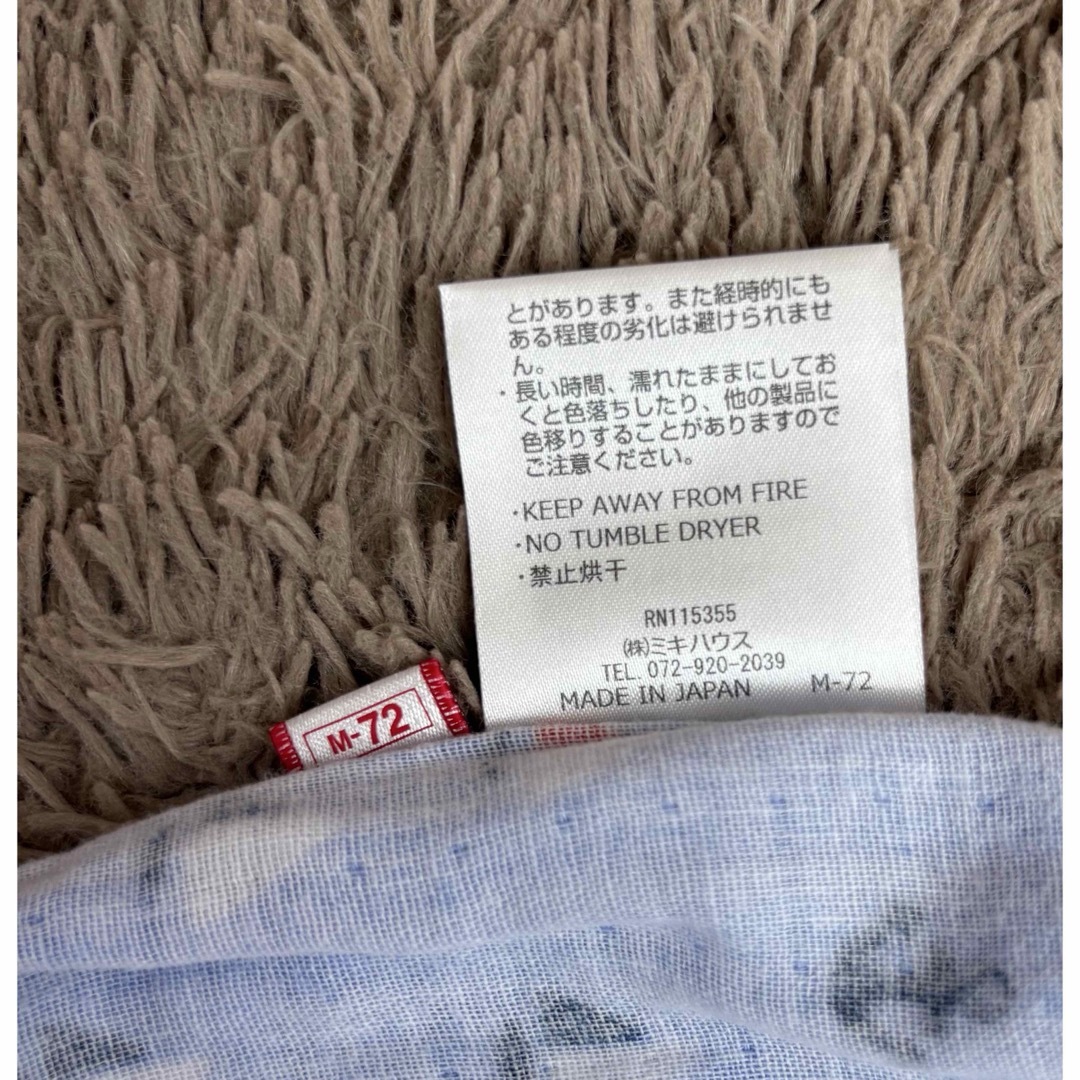 とがあります。また経時的にも
ある程度の劣化は避けられませ
ん。
・長い時間、濡れたままにしてお
くと色落ちしたり、他の製品に
色移りすることがありますので
ご注意ください。
・KEEP AWAY FROM FIRE
・NO TUMBLE DRYER
・禁止烘干
RN115355
㈱ミキハウス
TEL. 072-920-2039
MADE IN JAPAN M-72
M-72